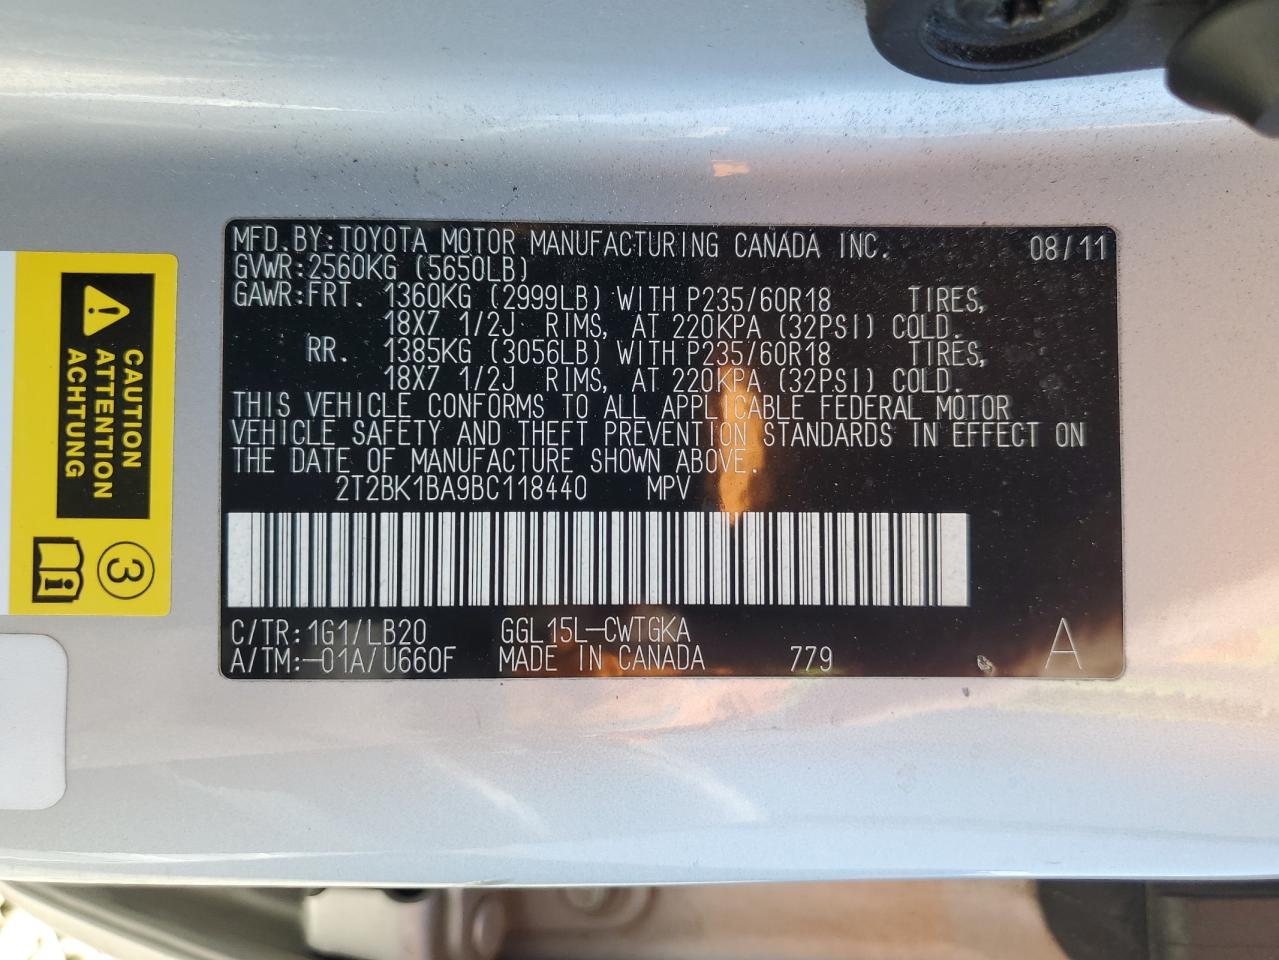 MFD.BY:TOYOTA MOTOR MANUFACTURING CANADA INC. 08/11
GVWR:2560KG (5650LB)
GAWR:FRT. 1360KG (2999LB) WITH P235/60R18 TIRES,
18X7 1/2J RIMS, AT 220KPA (32PSI) COLD.
RR. 1385KG (3056LB) WITH P235/60R18 TIRES,
18X7 1/2J RIMS, AT 220KPA (32PSI) COLD.
THIS VEHICLE CONFORMS TO ALL APPLICABLE FEDERAL MOTOR
VEHICLE SAFETY AND THEFT PREVENTION STANDARDS IN EFFECT ON
THE DATE OF MANUFACTURE SHOWN ABOVE.
2T2BK1BA9BC118440 MPV
C/TR:1G1/LB20 GGL15L-CWTGKA
A/TM:-01A/U660F MADE IN CANADA 779 A
CAUTION
ATTENTION
ACHTUNG
3